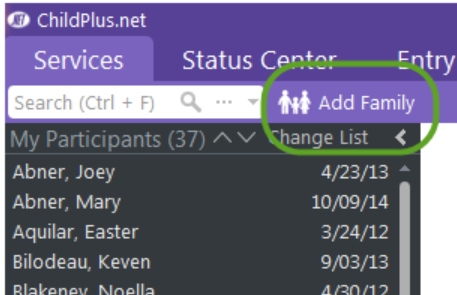 ChildPlus.net
Services Status Center Entry
Search (Ctrl + F) ... Add Family
My Participants (37) Change List
Abner, Joey 4/23/13
Abner, Mary 10/09/14
Aquilar, Easter 3/24/12
Bilodeau, Keven 9/03/13
Blakeney, Noella 4/30/12